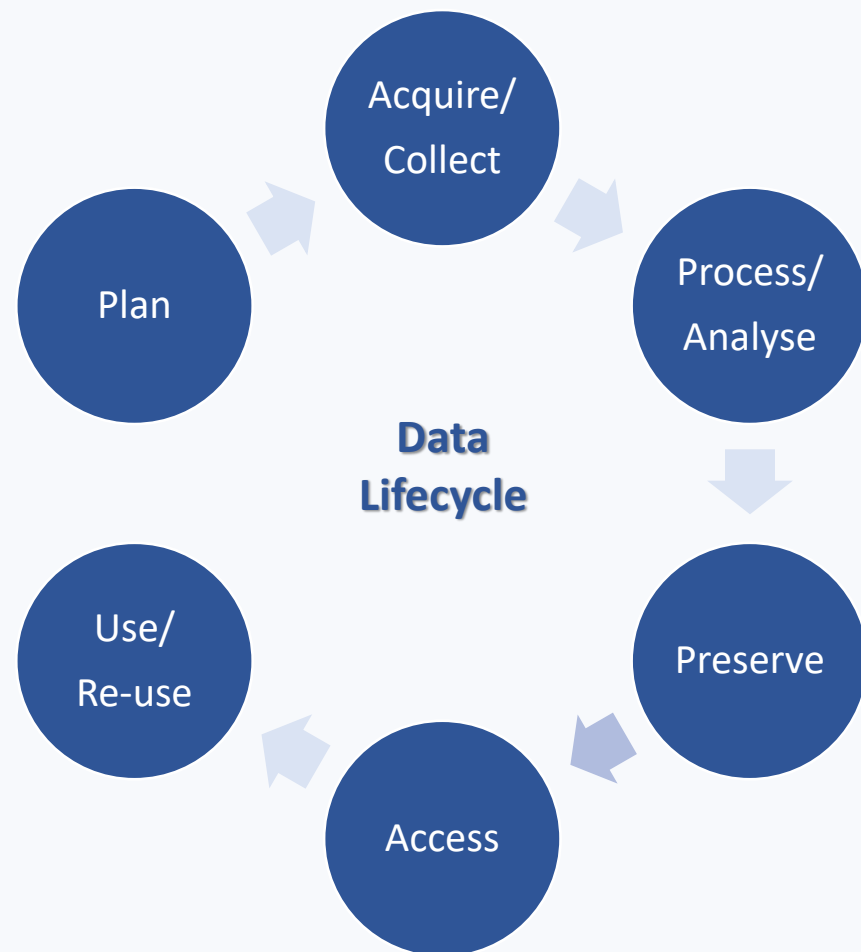 Acquire/
Collect
Process/
Analyse
Plan
Data
Lifecycle
Use/
Re-use
Preserve
Access